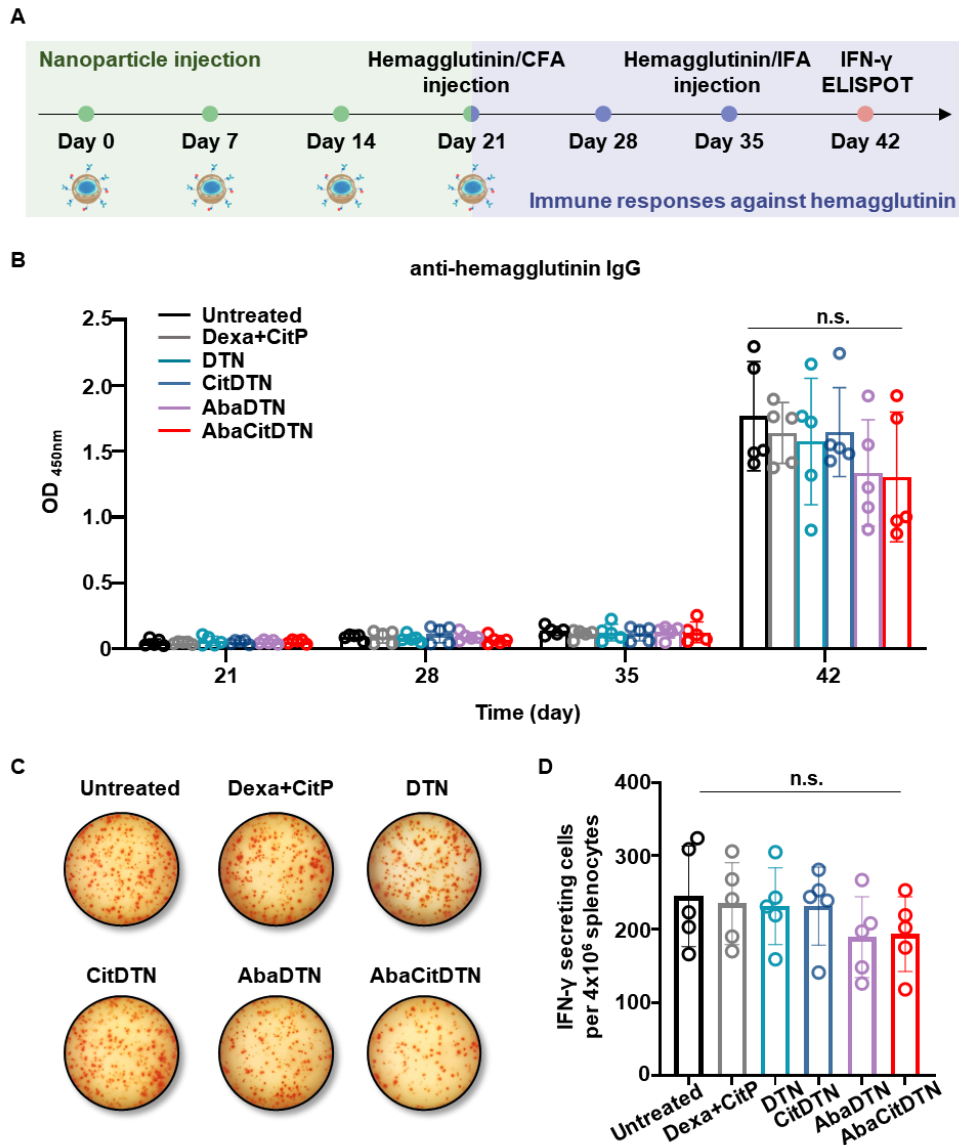 A
Nanoparticle injection
Hemagglutinin/CFA
injection
Hemagglutinin/IFA
injection
IFN-γ
ELISPOT
Day 0
Day 7
Day 14
Day 21
Day 28
Day 35
Day 42
Immune responses against hemagglutinin
B
anti-hemagglutinin IgG
Untreated
Dexa+CitP
DTN
CitDTN
AbaDTN
AbaCitDTN
n.s.
2.5
2.0
1.5
1.0
0.5
0
OD 450nm
21
28
35
42
Time (day)
C
Untreated
Dexa+CitP
DTN
CitDTN
AbaDTN
AbaCitDTN
D
n.s.
400
300
200
100
0
IFN-γ secreting cells
per 4x10⁶ splenocytes
Untreated
Dexa+CitP
DTN
CitDTN
AbaDTN
AbaCitDTN